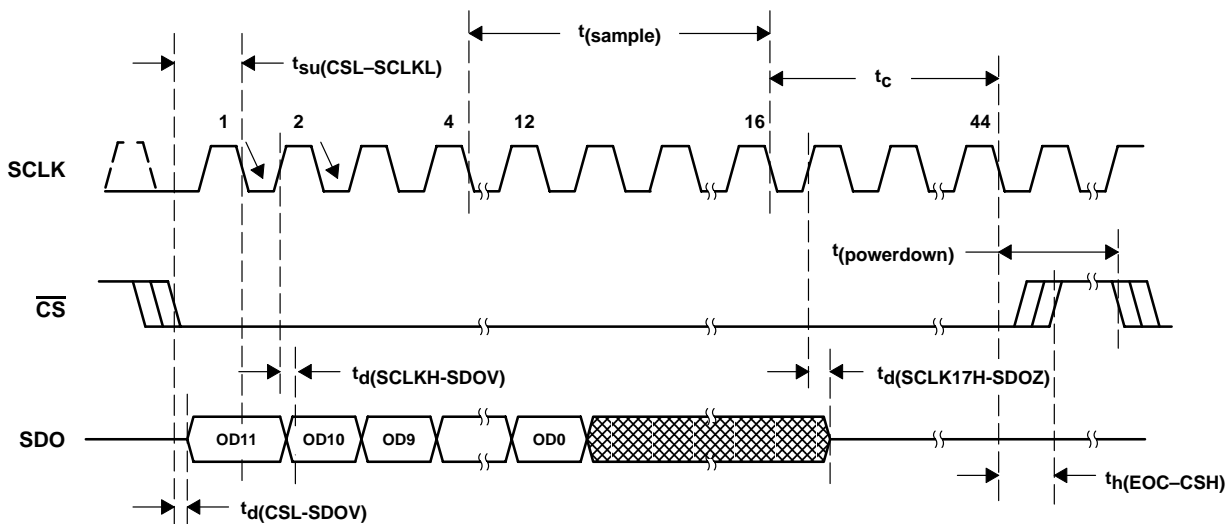 t(sample)
tsu(CSL–SCLKL)
tc
1 2 4 12 16 44
SCLK
t(powerdown)
CS
td(SCLKH-SDOV)
td(SCLK17H-SDOZ)
SDO OD11 OD10 OD9 OD0
th(EOC–CSH)
td(CSL-SDOV)